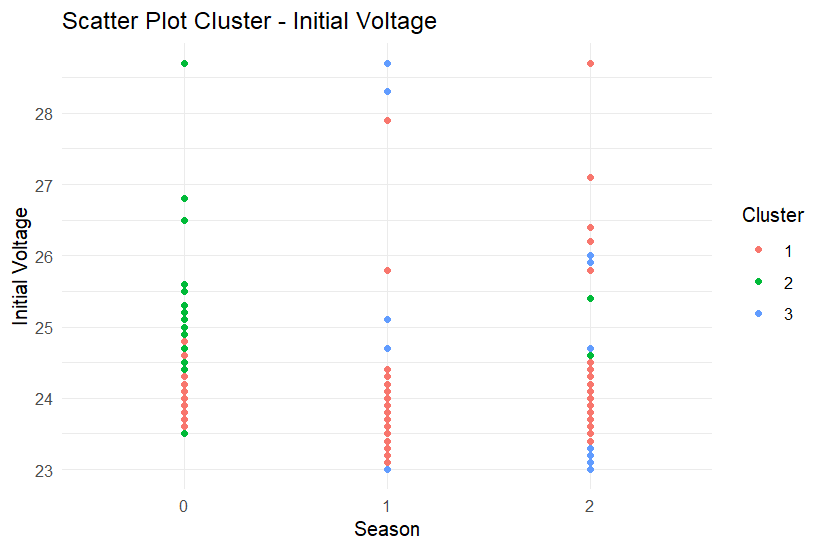 Scatter Plot Cluster - Initial Voltage
28
27
26
25
24
23
Initial Voltage
0 1 2
Season
Cluster
1
2
3